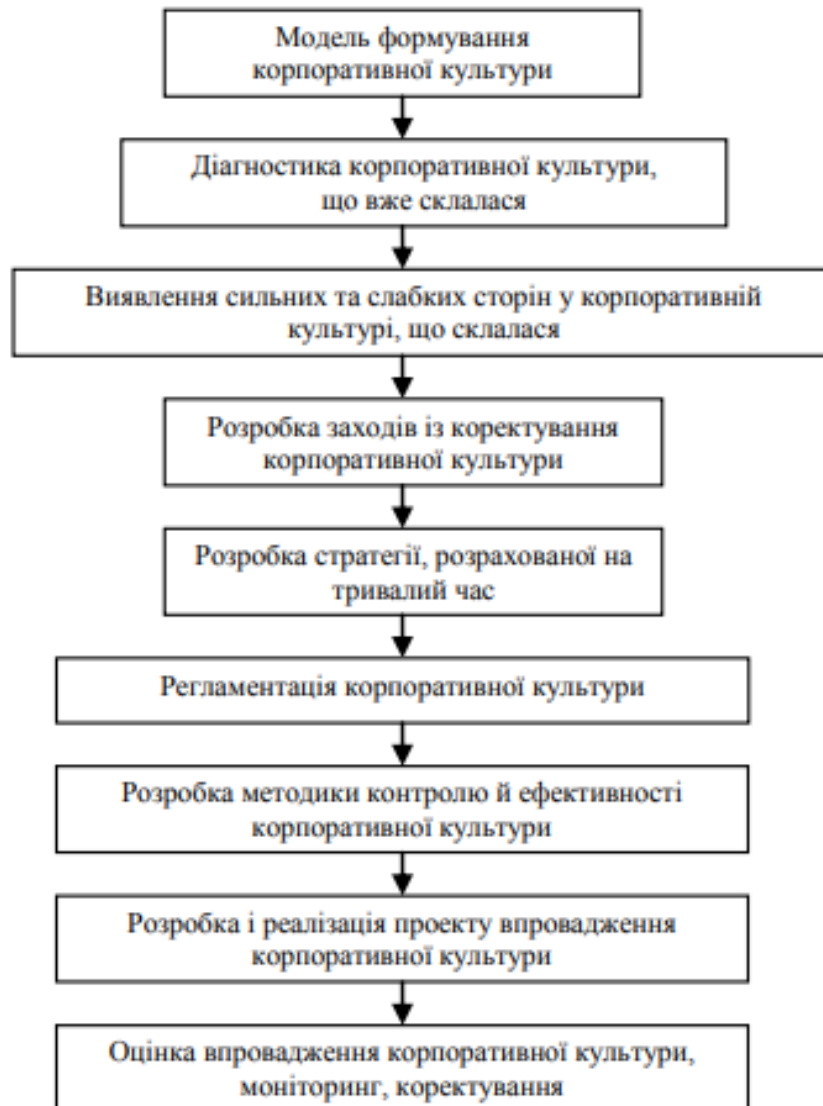 Модель формування
корпоративної культури
Діагностика корпоративної культури,
що вже склалася
Виявлення сильних та слабких сторін у корпоративній
культурі, що склалася
Розробка заходів із коректування
корпоративної культури
Розробка стратегії, розрахованої на
тривалий час
Регламентація корпоративної культури
Розробка методики контролю й ефективності
корпоративної культури
Розробка і реалізація проекту впровадження
корпоративної культури
Оцінка впровадження корпоративної культури,
моніторинг, коректування